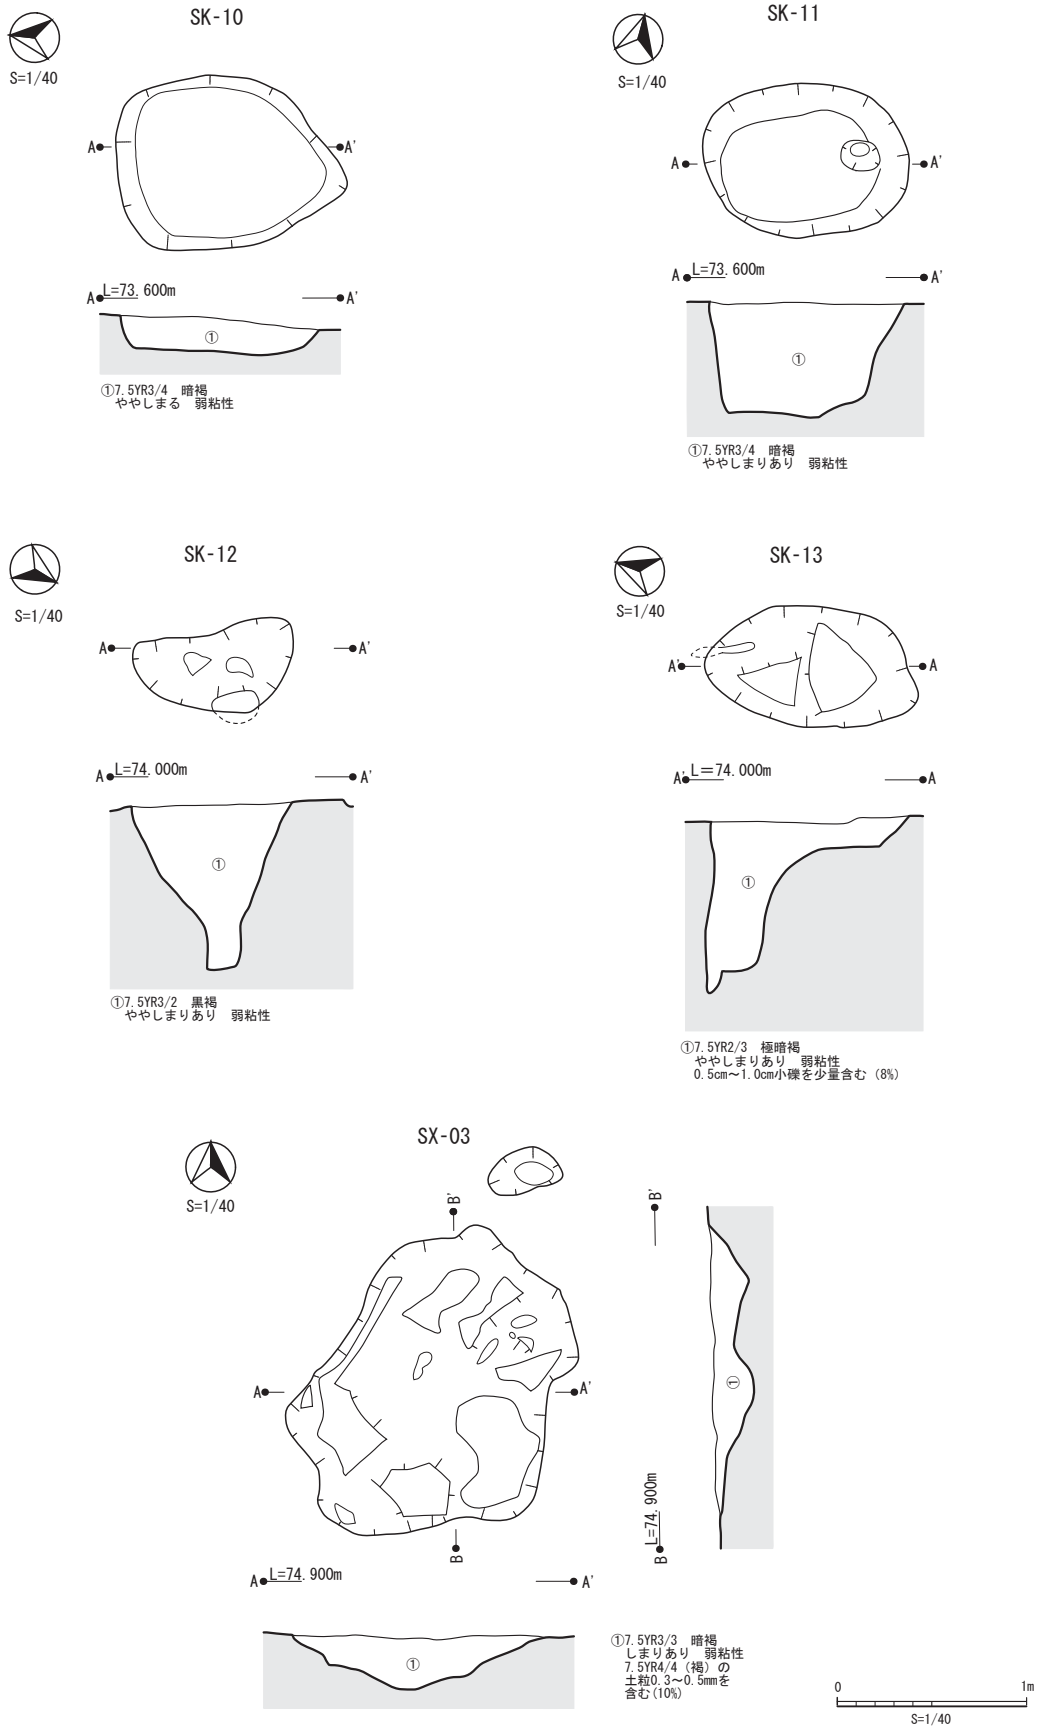 SK-10
S=1/40
A
A'
A
L=73.600m
A'
①
①7.5YR3/4　暗褐
ややしまる　弱粘性
SK-11
S=1/40
A
A'
A
L=73.600m
A'
①
①7.5YR3/4　暗褐
ややしまりあり　弱粘性
SK-12
S=1/40
A
A'
A
L=74.000m
A'
①
①7.5YR3/2　黒褐
ややしまりあり　弱粘性
SK-13
S=1/40
A'
A
A'
L=74.000m
A
①
①7.5YR2/3　極暗褐
ややしまりあり　弱粘性
0.5cm～1.0cm小礫を少量含む（8%）
SX-03
S=1/40
B'
A
A'
B
B'
①
L=74.900m
B
A
L=74.900m
A'
①
①7.5YR3/3　暗褐
しまりあり　弱粘性
7.5YR4/4（褐）の
土粒0.3～0.5mmを
含む(10%)
0
1m
S=1/40